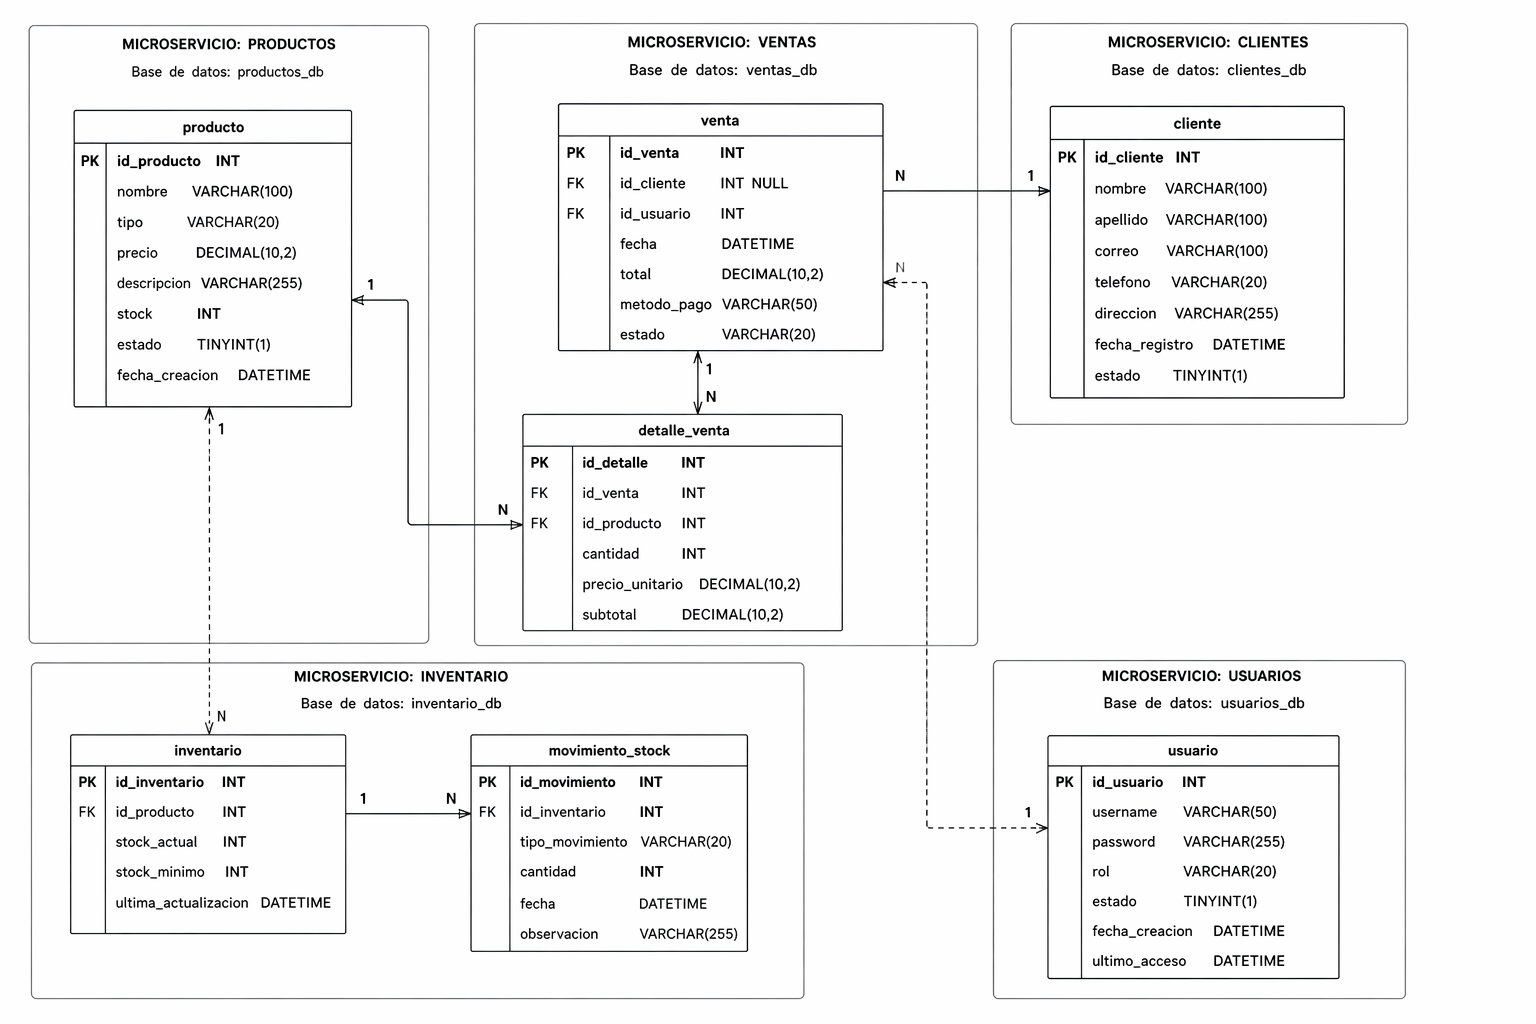 MICROSERVICIO: PRODUCTOS
Base de datos: productos_db
producto
PK id_producto INT
nombre VARCHAR(100)
tipo VARCHAR(20)
precio DECIMAL(10,2)
descripcion VARCHAR(255)
stock INT
estado TINYINT(1)
fecha_creacion DATETIME
1
1
N
MICROSERVICIO: VENTAS
Base de datos: ventas_db
venta
PK id_venta INT
FK id_cliente INT NULL
FK id_usuario INT
fecha DATETIME
total DECIMAL(10,2)
metodo_pago VARCHAR(50)
estado VARCHAR(20)
N
1
N
1
N
detalle_venta
PK id_detalle INT
FK id_venta INT
FK id_producto INT
cantidad INT
precio_unitario DECIMAL(10,2)
subtotal DECIMAL(10,2)
MICROSERVICIO: CLIENTES
Base de datos: clientes_db
cliente
PK id_cliente INT
nombre VARCHAR(100)
apellido VARCHAR(100)
correo VARCHAR(100)
telefono VARCHAR(20)
direccion VARCHAR(255)
fecha_registro DATETIME
estado TINYINT(1)
MICROSERVICIO: INVENTARIO
Base de datos: inventario_db
N
inventario
PK id_inventario INT
FK id_producto INT
stock_actual INT
stock_minimo INT
ultima_actualizacion DATETIME
1 N
movimiento_stock
PK id_movimiento INT
FK id_inventario INT
tipo_movimiento VARCHAR(20)
cantidad INT
fecha DATETIME
observacion VARCHAR(255)
MICROSERVICIO: USUARIOS
Base de datos: usuarios_db
1
usuario
PK id_usuario INT
username VARCHAR(50)
password VARCHAR(255)
rol VARCHAR(20)
estado TINYINT(1)
fecha_creacion DATETIME
ultimo_acceso DATETIME